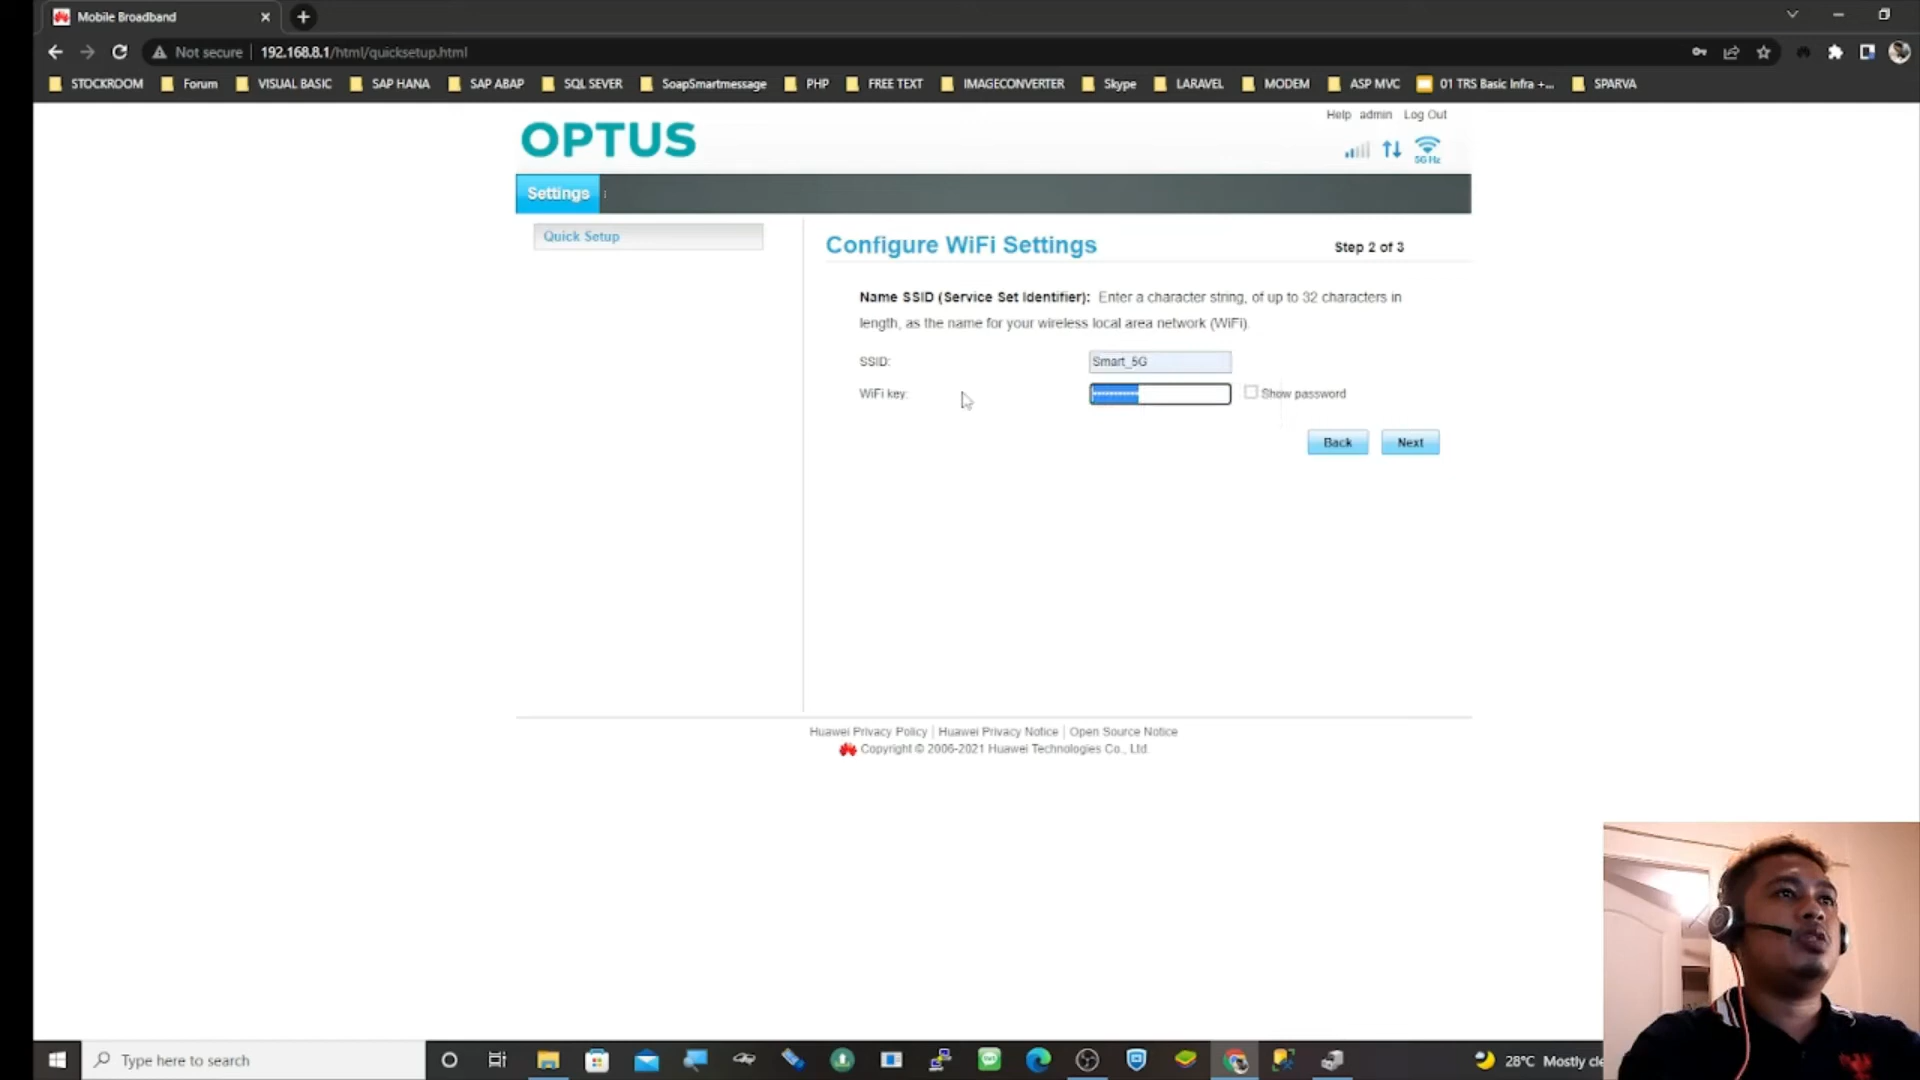 Mobile Broadband
Not secure
192.168.8.1/html/quicksetup.html
STOCKROOM
Forum
VISUAL BASIC
SAP HANA
SAP ABAP
SQL SEVER
SoapSmartmessage
PHP
FREE TEXT
IMAGECONVERTER
Skype
LARAVEL
MODEM
ASP MVC
01 TRS Basic Infra +...
SPARVA
Help admin Log Out
OPTUS
5G Hz
Settings
Quick Setup
Configure WiFi Settings
Step 2 of 3
Name SSID (Service Set Identifier): Enter a character string, of up to 32 characters in
length, as the name for your wireless local area network (WiFi).
SSID:
Smart_5G
WiFi key:
Show password
Back
Next
Huawei Privacy Policy | Huawei Privacy Notice | Open Source Notice
Copyright © 2006-2021 Huawei Technologies Co., Ltd.
Type here to search
28°C Mostly cle